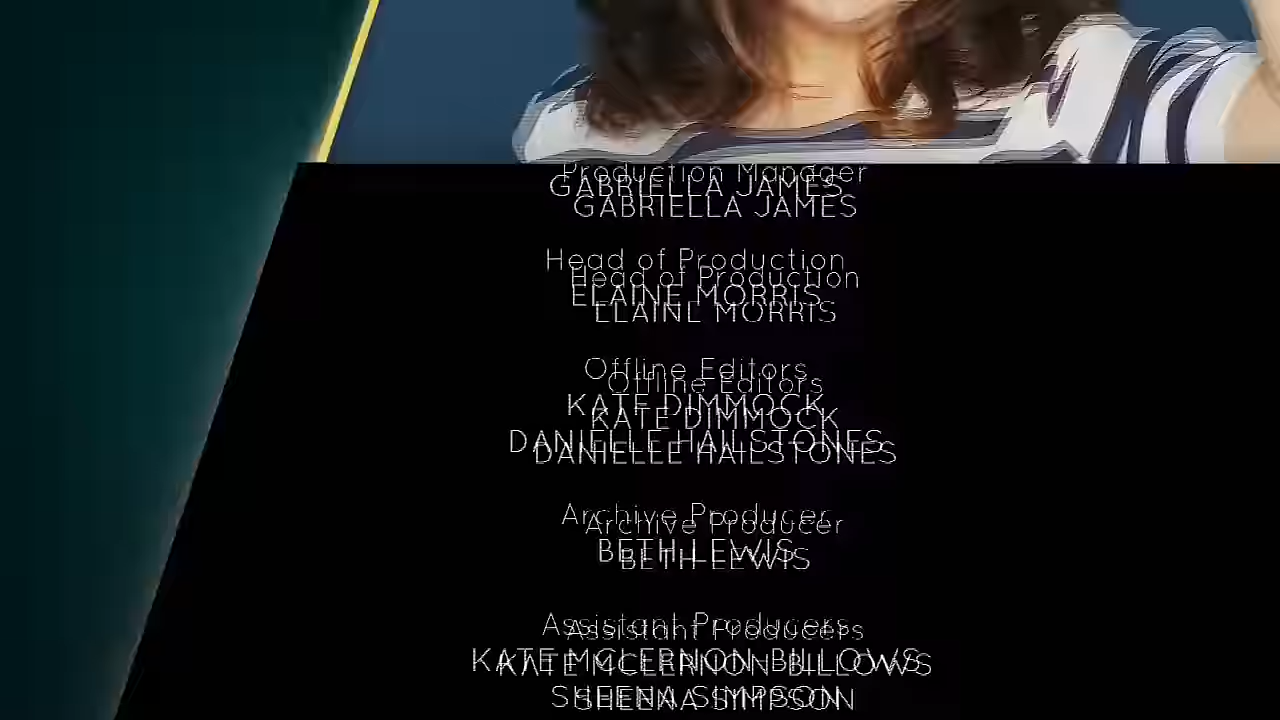 Production Manager
GABRIELLA JAMES
Head of Production
ELAINE MORRIS
Offline Editors
KATE DIMMOCK
DANIELLE HAILSTONES
Archive Producer
BETH LEWIS
Assistant Producers
KATE MCLERNON-BILLOWS
SHEENA SIMPSON